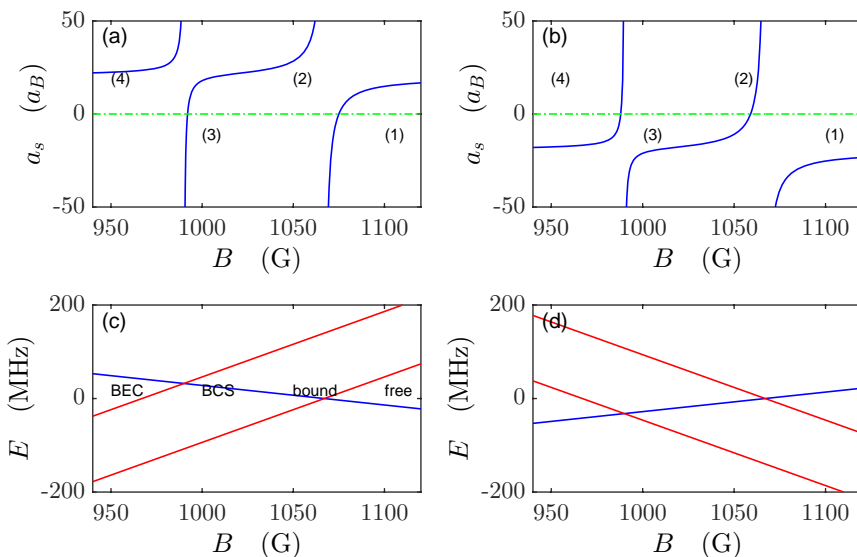 (a)
50
0
-50
a_s (a_B)
(4)
(2)
(3)
(1)
950 1000 1050 1100
B (G)
(b)
50
0
-50
a_s (a_B)
(4)
(2)
(3)
(1)
950 1000 1050 1100
B (G)
(c)
200
0
-200
E (MHz)
BEC BCS bound free
950 1000 1050 1100
B (G)
(d)
200
0
-200
E (MHz)
950 1000 1050 1100
B (G)